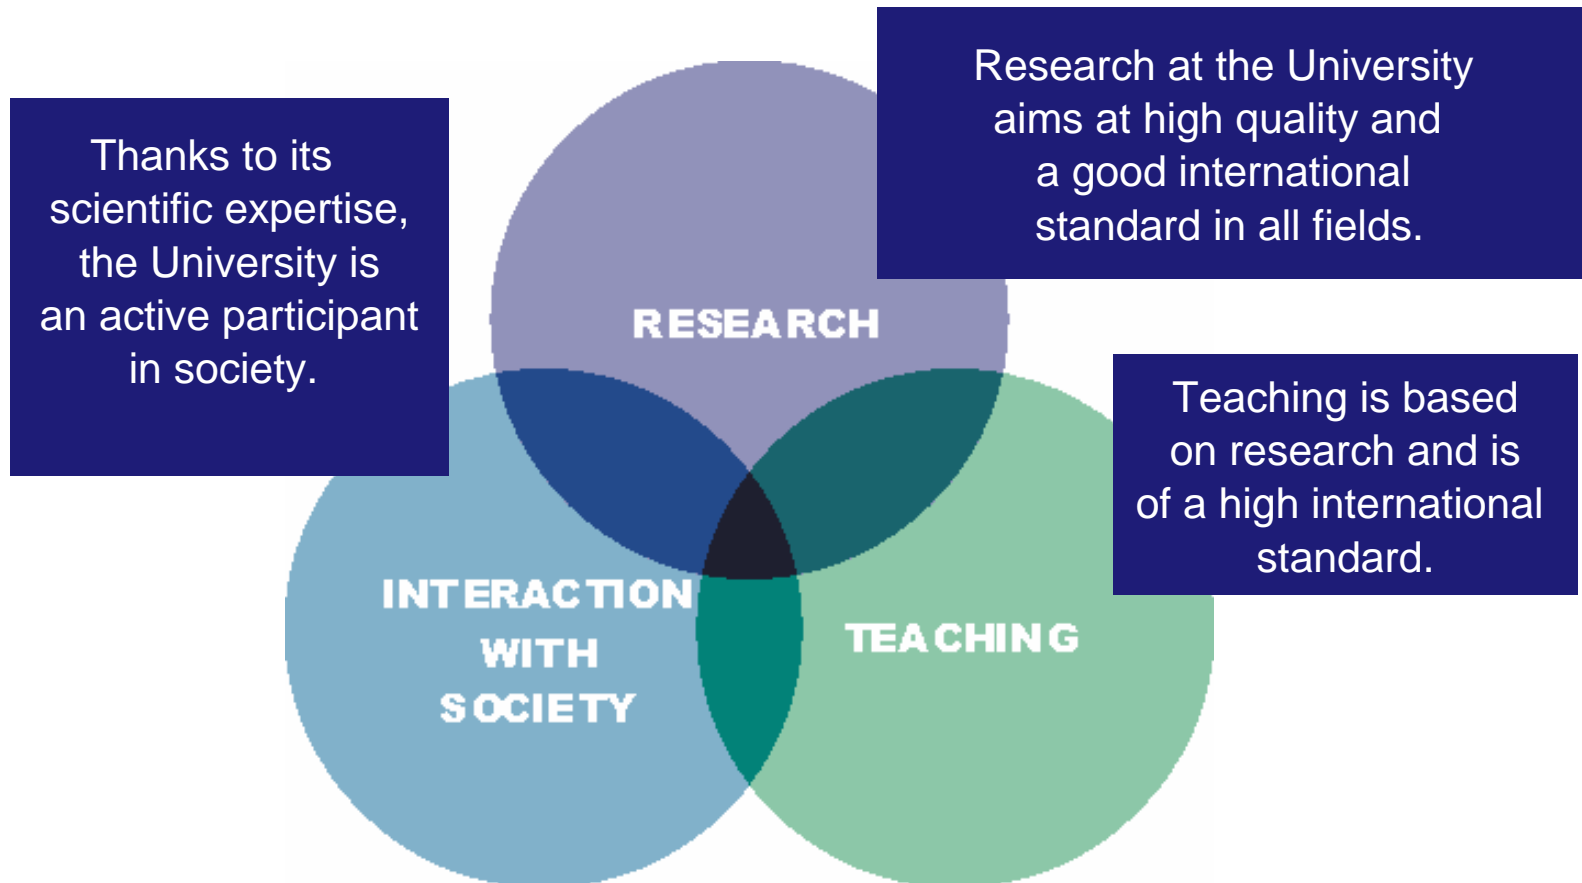 Research at the University
aims at high quality and
a good international
standard in all fields.
Thanks to its
scientific expertise,
the University is
an active participant
in society.
RESEARCH
Teaching is based
on research and is
of a high international
standard.
INTERACTION
WITH
SOCIETY
TEACHING